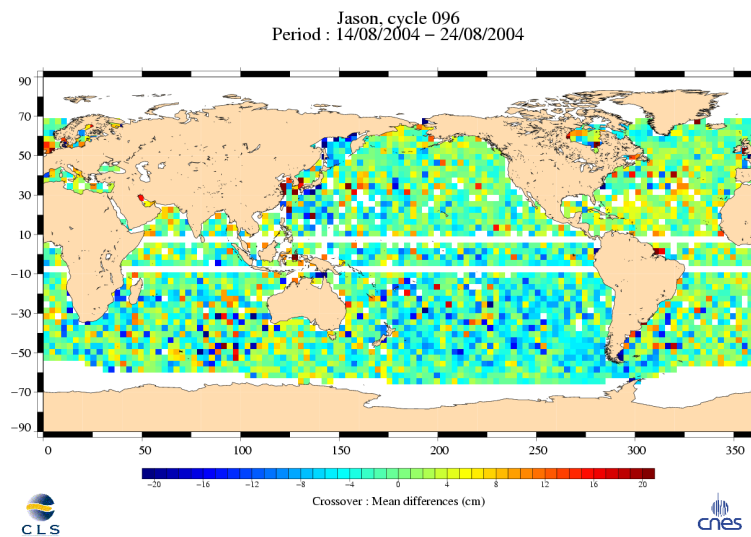 Jason, cycle 096
Period : 14/08/2004 − 24/08/2004
90
70
50
30
10
−10
−30
−50
−70
−90
0 50 100 150 200 250 300 350
−20 −16 −12 −8 −4 0 4 8 12 16 20
Crossover : Mean differences (cm)
CLS
cnes